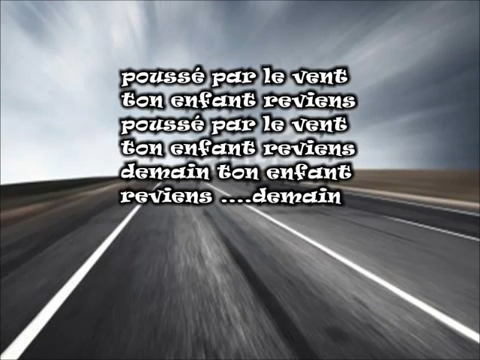 poussé par le vent
ton enfant reviens
poussé par le vent
ton enfant reviens
demain ton enfant
reviens ....demain